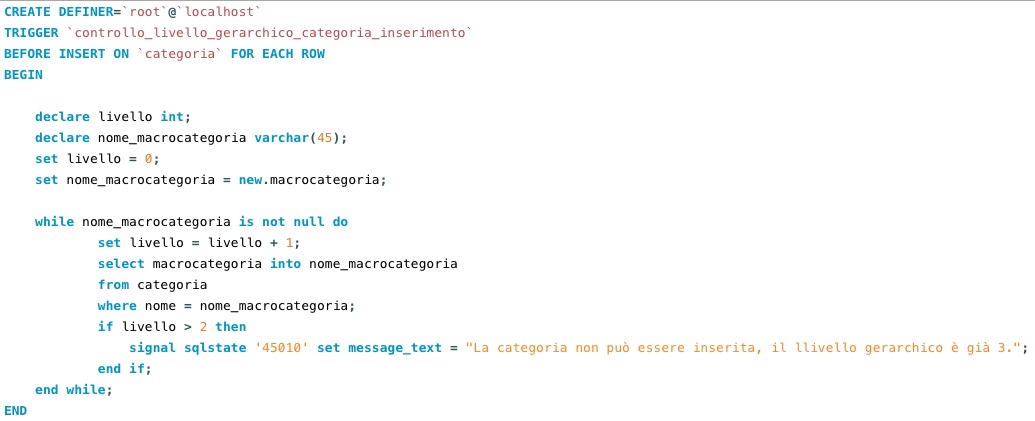 CREATE DEFINER=`root`@`localhost`
TRIGGER `controllo_livello_gerarchico_categoria_inserimento`
BEFORE INSERT ON `categoria` FOR EACH ROW
BEGIN
declare livello int;
declare nome_macrocategoria varchar(45);
set livello = 0;
set nome_macrocategoria = new.macrocategoria;
while nome_macrocategoria is not null do
set livello = livello + 1;
select macrocategoria into nome_macrocategoria
from categoria
where nome = nome_macrocategoria;
if livello > 2 then
signal sqlstate '45010' set message_text = "La categoria non può essere inserita, il llivello gerarchico è già 3.";
end if;
end while;
END